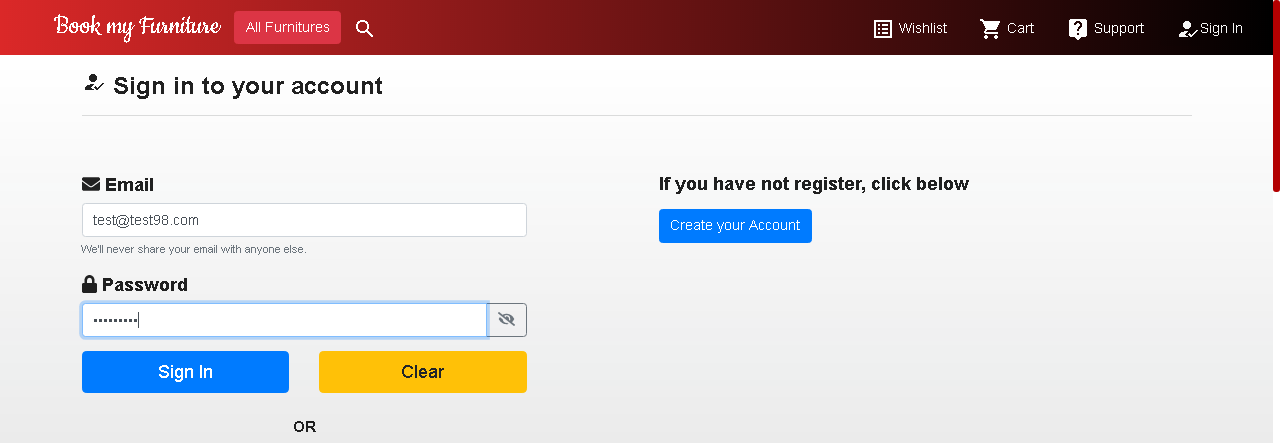 Book my Furniture All Furnitures Wishlist Cart Support Sign In
Sign in to your account
Email
test@test98.com
We'll never share your email with anyone else.
Password
•••••••••
Sign In Clear
OR
If you have not register, click below
Create your Account